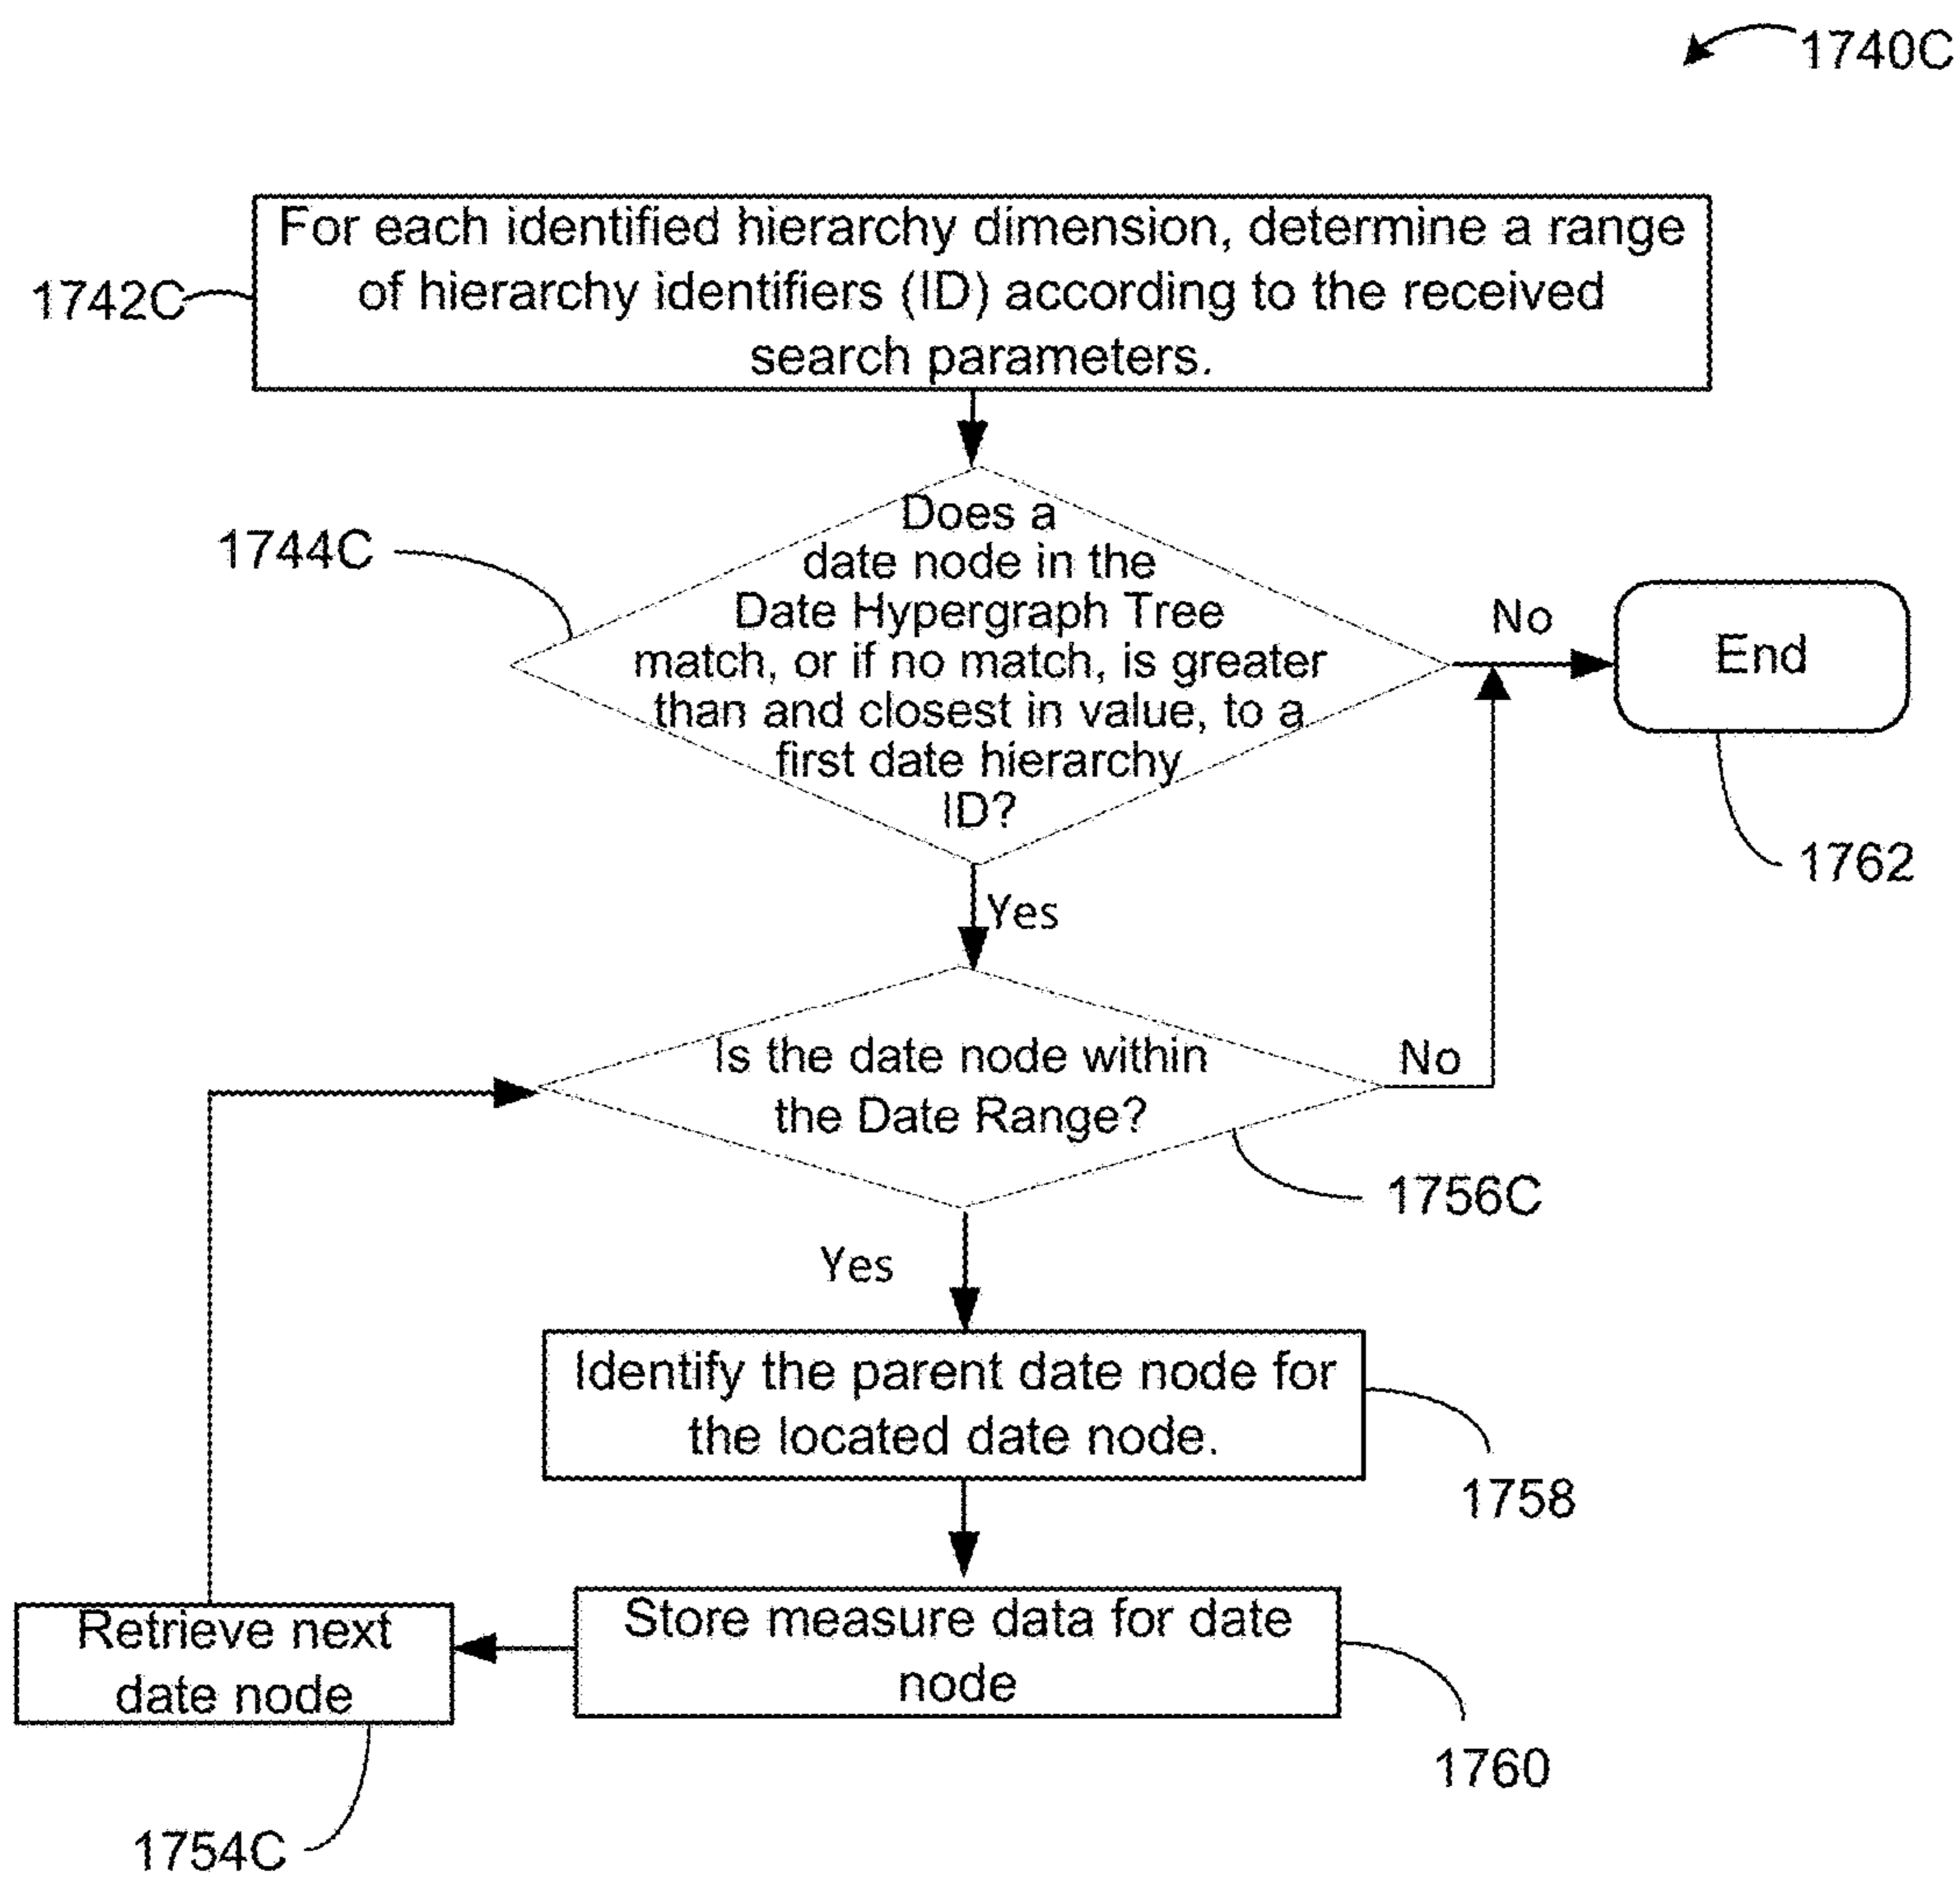 1740C
For each identified hierarchy dimension, determine a range
of hierarchy identifiers (ID) according to the received
search parameters.
1742C
Does a
date node in the
Date Hypergraph Tree
match, or if no match, is greater
than and closest in value, to a
first date hierarchy
ID?
1744C
No
End
1762
Yes
Is the date node within
the Date Range?
No
1756C
Yes
Identify the parent date node for
the located date node.
1758
Store measure data for date
node
1760
Retrieve next
date node
1754C